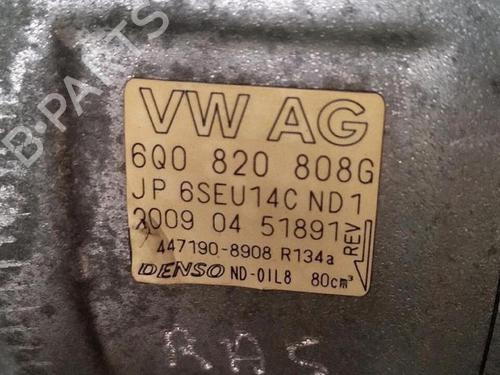 B-PARTS
VW AG
6Q0 820 808G
JP 6SEU14C ND1
2009 04 51891
REV
447190-8908 R134a
DENSO ND-OIL8 80cm³
RAS